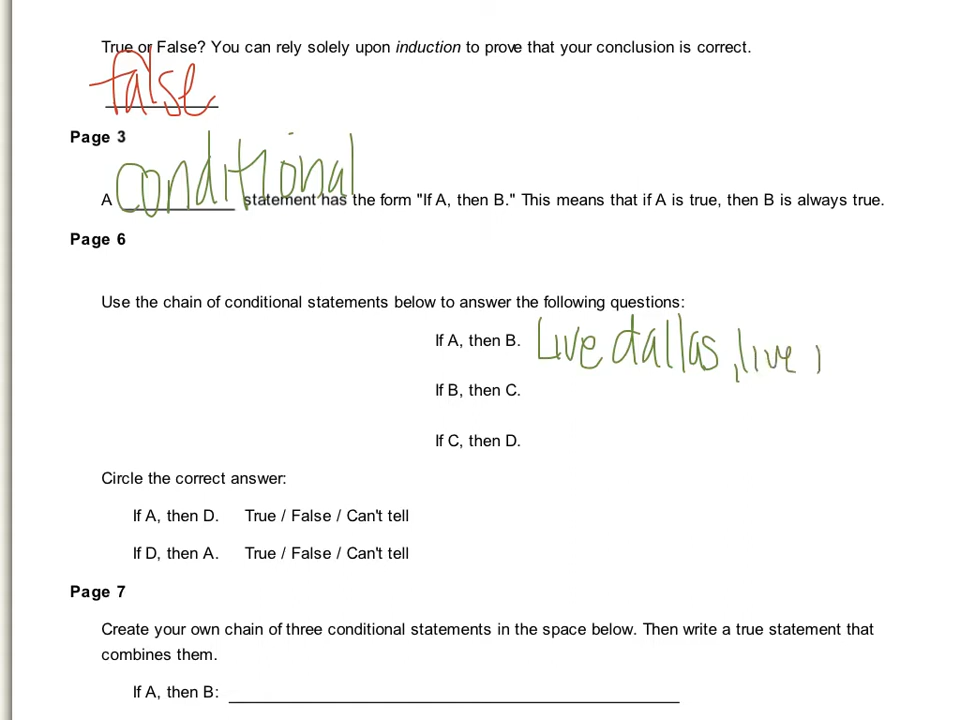 True or False? You can rely solely upon induction to prove that your conclusion is correct.
false
Page 3
A conditional statement has the form "If A, then B." This means that if A is true, then B is always true.
Page 6
Use the chain of conditional statements below to answer the following questions:
If A, then B. Live dallas, live
If B, then C.
If C, then D.
Circle the correct answer:
If A, then D. True / False / Can't tell
If D, then A. True / False / Can't tell
Page 7
Create your own chain of three conditional statements in the space below. Then write a true statement that
combines them.
If A, then B: